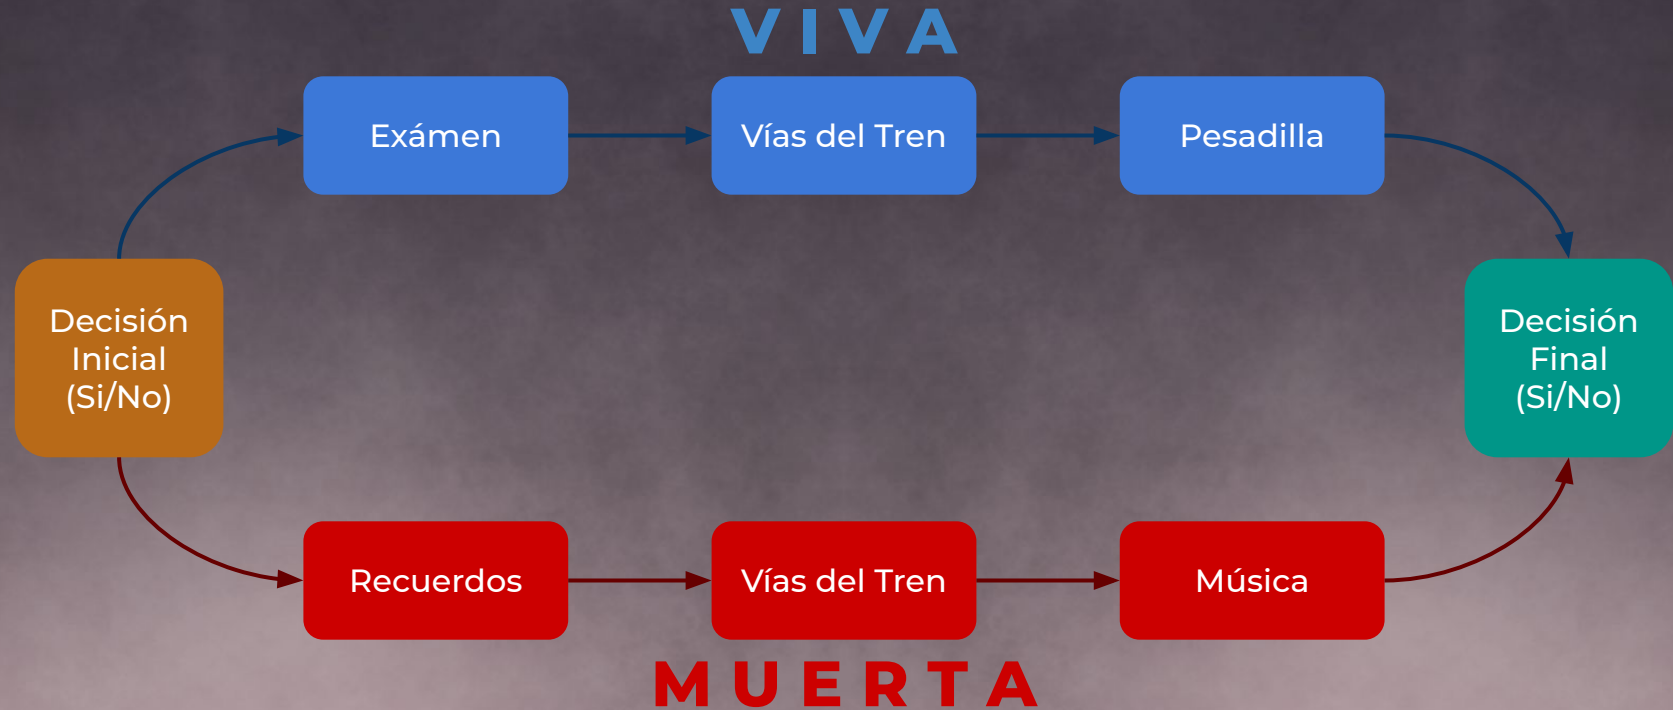 VIVA
Exámen
Vías del Tren
Pesadilla
Decisión
Inicial
(Si/No)
Decisión
Final
(Si/No)
Recuerdos
Vías del Tren
Música
MUERTA